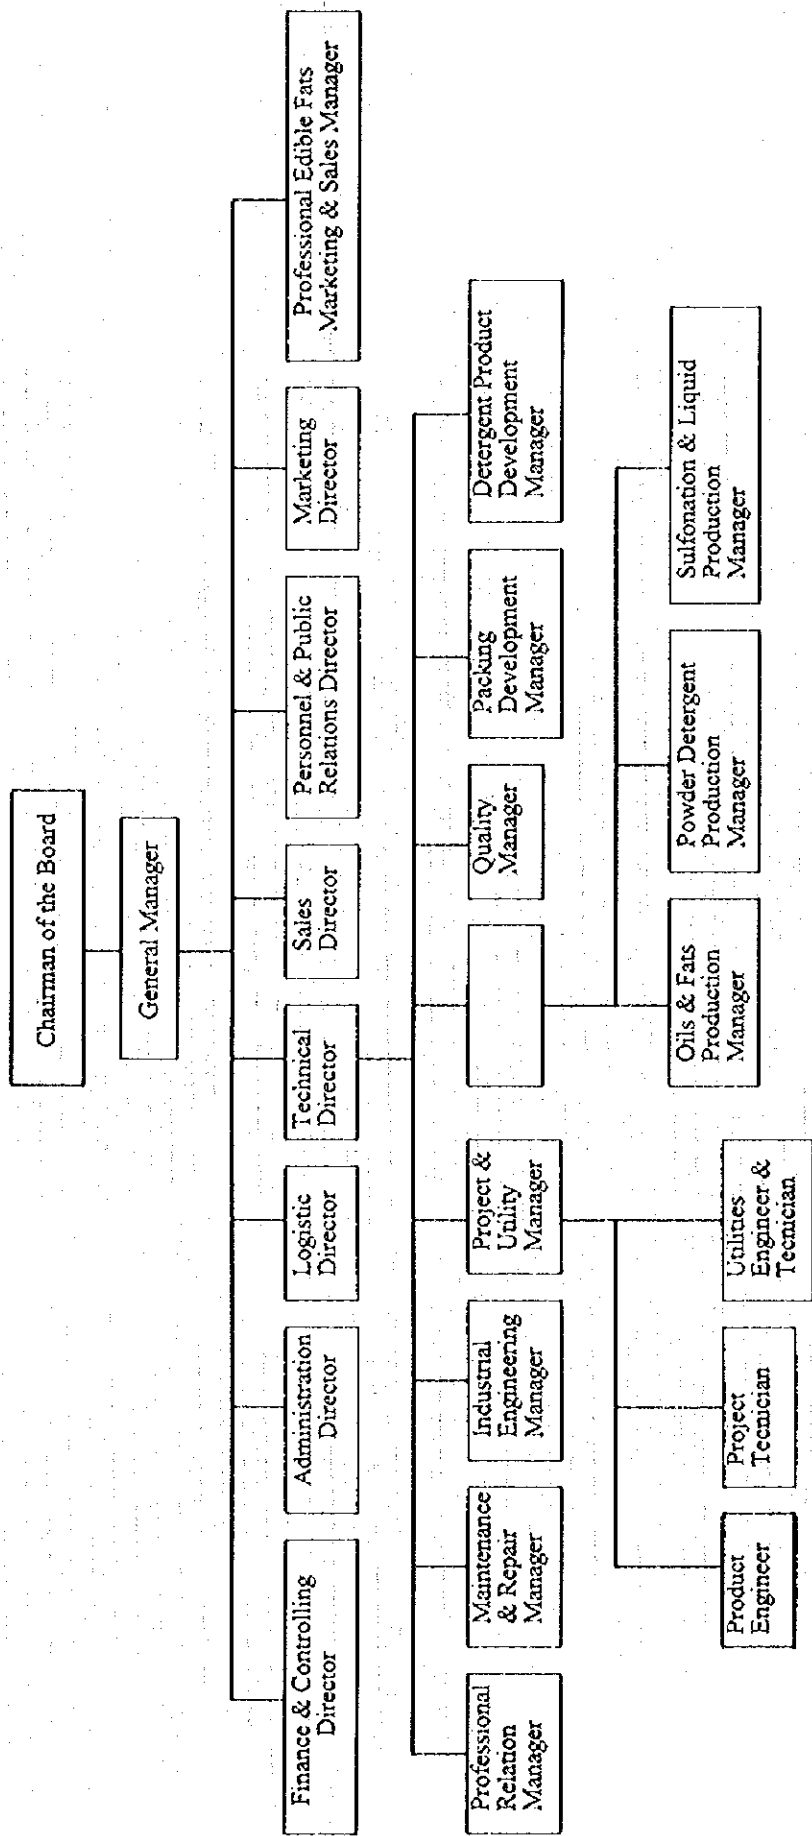 Chairman of the Board
General Manager
Finance & Controlling
Director
Administration
Director
Logistic
Director
Technical
Director
Sales
Director
Personnel & Public
Relations Director
Marketing
Director
Professional Edible Fats
Marketing & Sales Manager
Professional
Relation
Manager
Maintenance
& Repair
Manager
Industrial
Engineering
Manager
Project &
Utility
Manager
Quality
Manager
Packing
Development
Manager
Detergent Product
Development
Manager
Product
Engineer
Project
Tecnician
Utilities
Engineer &
Tecnician
Oils & Fats
Production
Manager
Powder Detergent
Production
Manager
Sulfonation & Liquid
Production
Manager